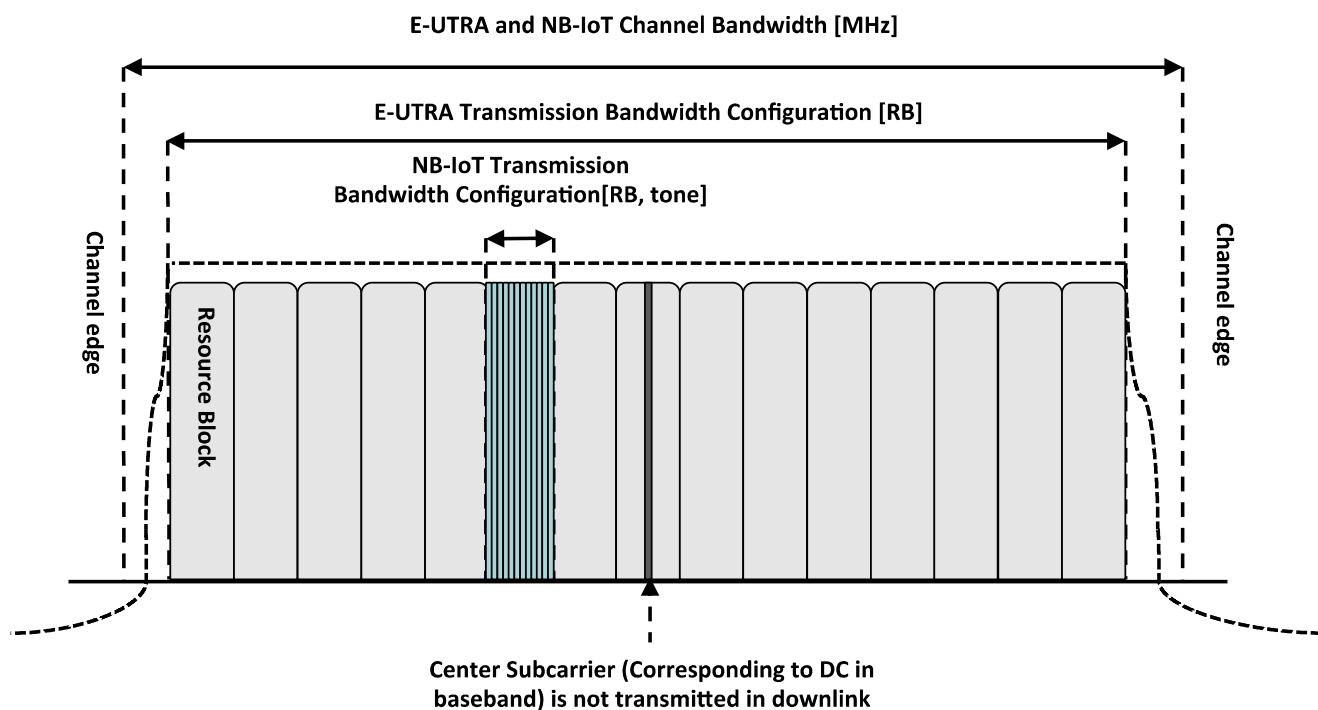 E-UTRA and NB-IoT Channel Bandwidth [MHz]
E-UTRA Transmission Bandwidth Configuration [RB]
NB-IoT Transmission
Bandwidth Configuration[RB, tone]
Channel edge
Channel edge
Resource Block
Center Subcarrier (Corresponding to DC in
baseband) is not transmitted in downlink